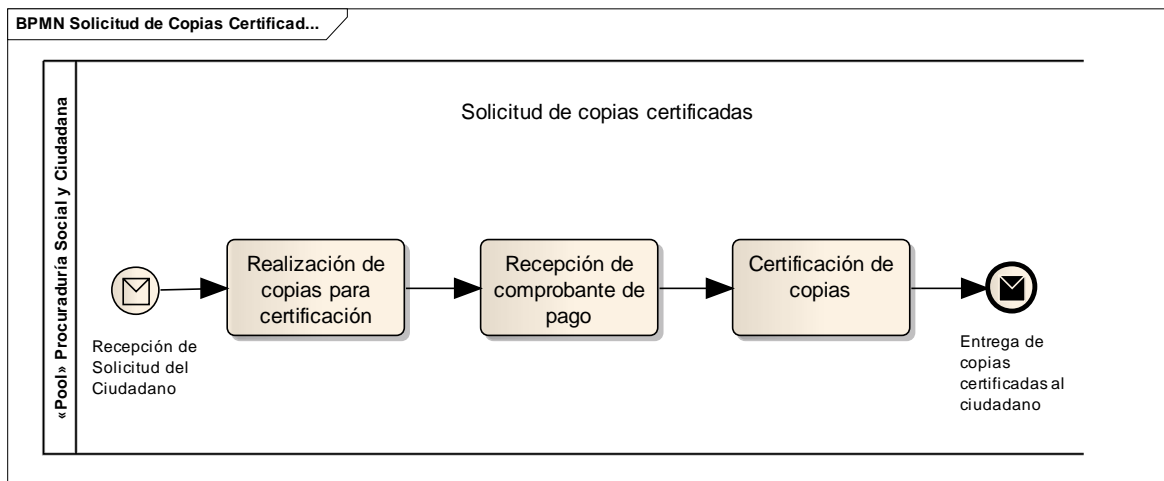 BPMN Solicitud de Copias Certificad...
«Pool» Procuraduría Social y Ciudadana
Solicitud de copias certificadas
Recepción de
Solicitud del
Ciudadano
Realización de
copias para
certificación
Recepción de
comprobante de
pago
Certificación de
copias
Entrega de
copias
certificadas al
ciudadano